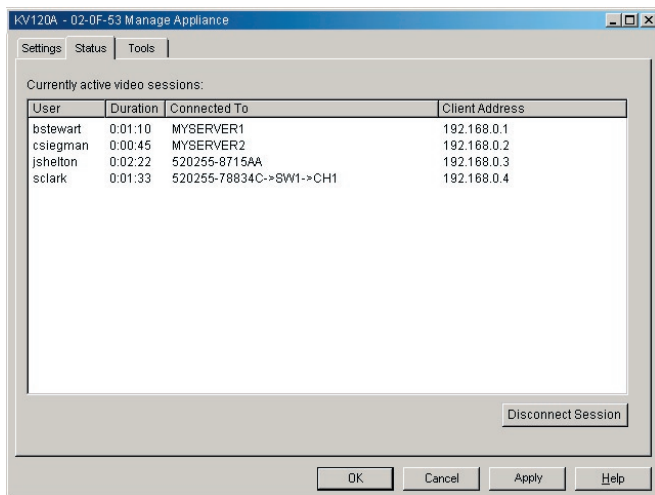 KV120A - 02-0F-53 Manage Appliance
Settings Status Tools
Currently active video sessions:
User Duration Connected To Client Address
bstewart 0:01:10 MYSERVER1 192.168.0.1
csiegman 0:00:45 MYSERVER2 192.168.0.2
jshelton 0:02:22 520255-8715AA 192.168.0.3
sclark 0:01:33 520255-78834C->SW1->CH1 192.168.0.4
Disconnect Session
OK Cancel Apply Help